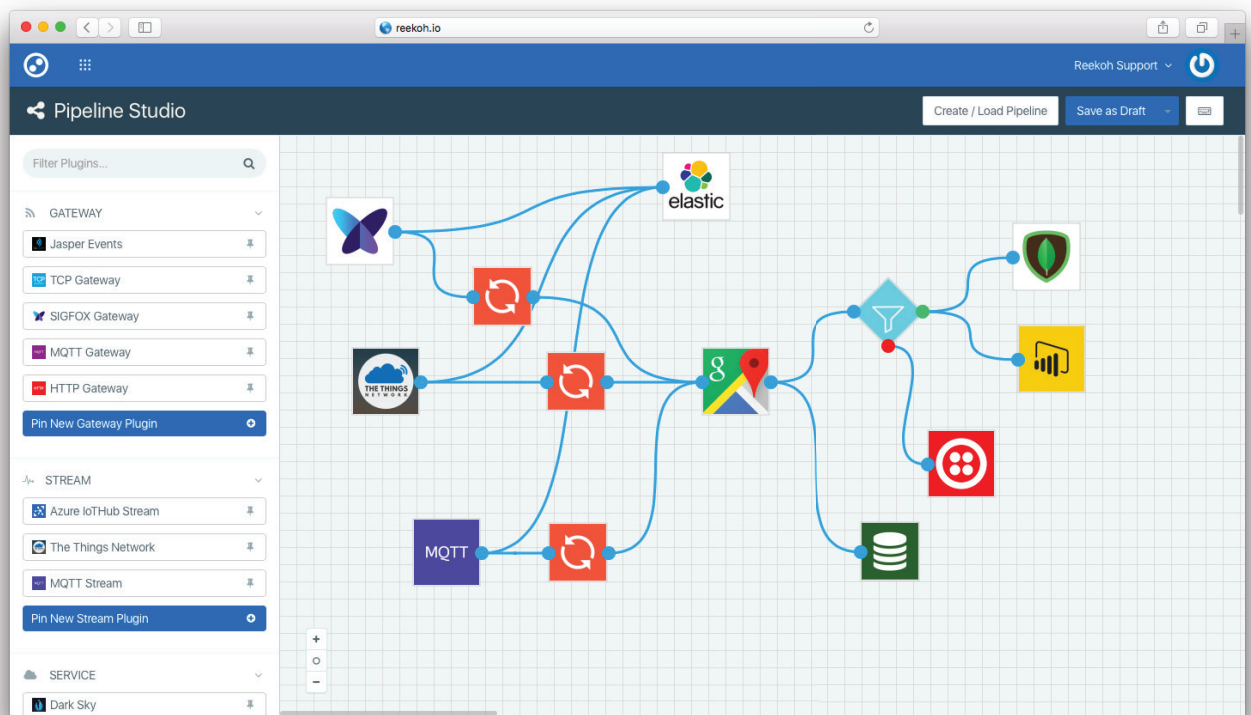 reekoh.io
Reekoh Support
Pipeline Studio
Create / Load Pipeline
Save as Draft
Filter Plugins...
GATEWAY
Jasper Events
TCP
TCP Gateway
SIGFOX Gateway
MQTT Gateway
HTTP
HTTP Gateway
Pin New Gateway Plugin
STREAM
Azure IoTHub Stream
The Things Network
MQTT Stream
Pin New Stream Plugin
SERVICE
Dark Sky
elastic
THE THINGS
NETWORK
g
MQTT